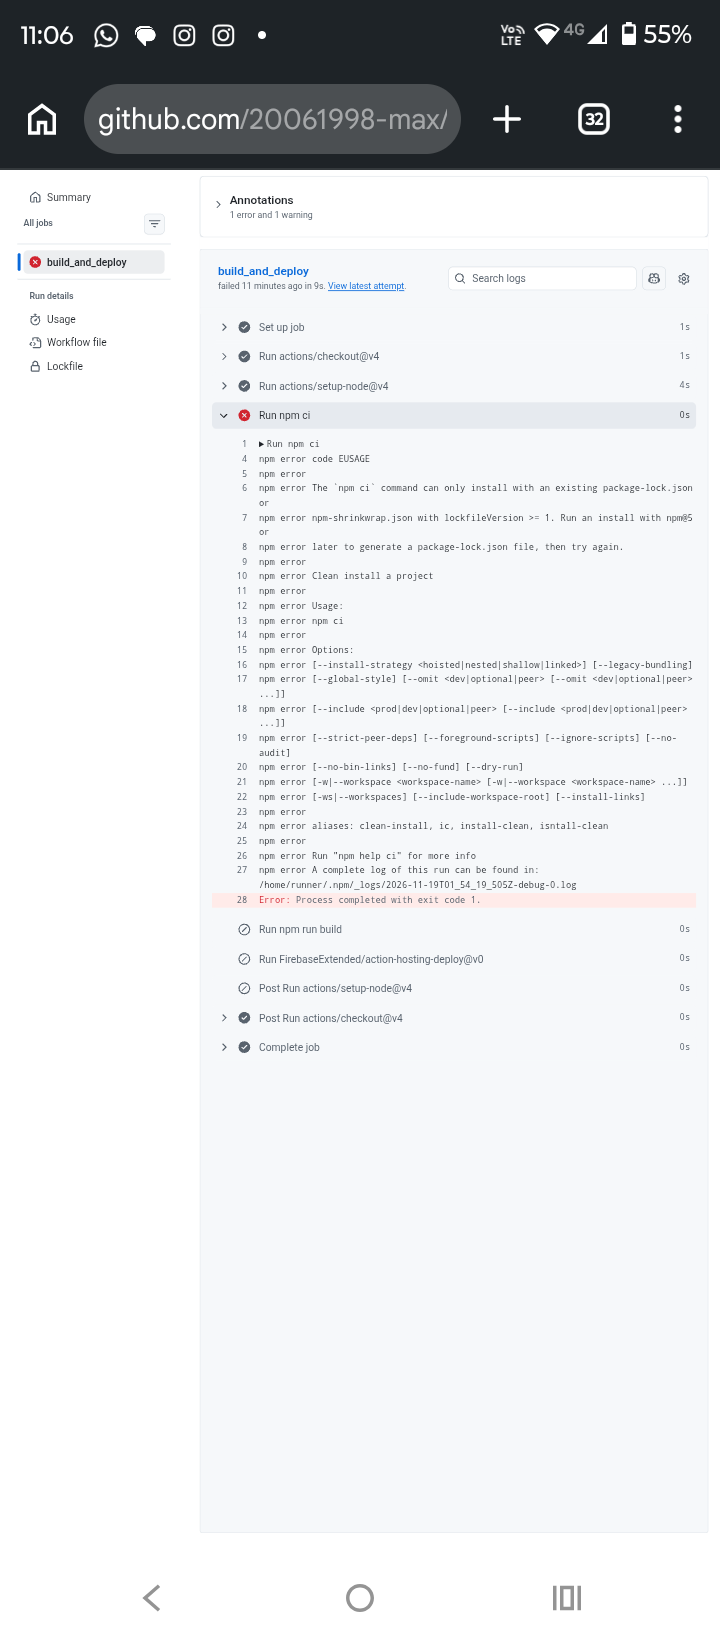 11:06
Vo LTE 4G 55%
github.com/20061998-max/
32
Summary
All jobs
build_and_deploy
Run details
Usage
Workflow file
Lockfile
Annotations
1 error and 1 warning
build_and_deploy
failed 11 minutes ago in 9s. View latest attempt.
Search logs
Set up job 1s
Run actions/checkout@v4 1s
Run actions/setup-node@v4 4s
Run npm ci 0s
1 Run npm ci
4 npm error code EUSAGE
5 npm error
6 npm error The `npm ci` command can only install with an existing package-lock.json
or
7 npm error npm-shrinkwrap.json with lockfileVersion >= 1. Run an install with npm@5
or
8 npm error later to generate a package-lock.json file, then try again.
9 npm error
10 npm error Clean install a project
11 npm error
12 npm error Usage:
13 npm error npm ci
14 npm error
15 npm error Options:
16 npm error [--install-strategy <hoisted|nested|shallow|linked>] [--legacy-bundling]
17 npm error [--global-style] [--omit <dev|optional|peer> [--omit <dev|optional|peer>
...]]
18 npm error [--include <prod|dev|optional|peer> [--include <prod|dev|optional|peer>
...]]
19 npm error [--strict-peer-deps] [--foreground-scripts] [--ignore-scripts] [--no-
audit]
20 npm error [--no-bin-links] [--no-fund] [--dry-run]
21 npm error [-w|--workspace <workspace-name> [-w|--workspace <workspace-name> ...]]
22 npm error [-ws|--workspaces] [--include-workspace-root] [--install-links]
23 npm error
24 npm error aliases: clean-install, ic, install-clean, isntall-clean
25 npm error
26 npm error Run "npm help ci" for more info
27 npm error A complete log of this run can be found in:
/home/runner/.npm/_logs/2026-11-19T01_54_19_505Z-debug-0.log
28 Error: Process completed with exit code 1.
Run npm run build 0s
Run FirebaseExtended/action-hosting-deploy@v0 0s
Post Run actions/setup-node@v4 0s
Post Run actions/checkout@v4 0s
Complete job 0s